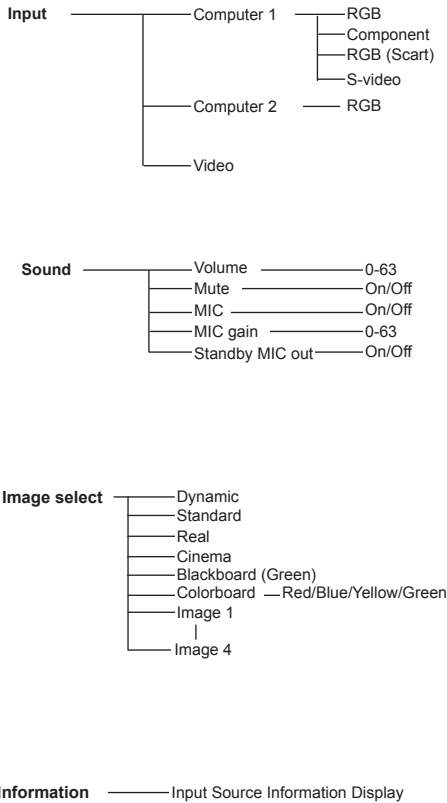 Input Computer 1 RGB
Component
RGB (Scart)
S-video
Computer 2 RGB
Video
Sound Volume 0-63
Mute On/Off
MIC On/Off
MIC gain 0-63
Standby MIC out On/Off
Image select Dynamic
Standard
Real
Cinema
Blackboard (Green)
Colorboard Red/Blue/Yellow/Green
Image 1
Image 4
Information Input Source Information Display